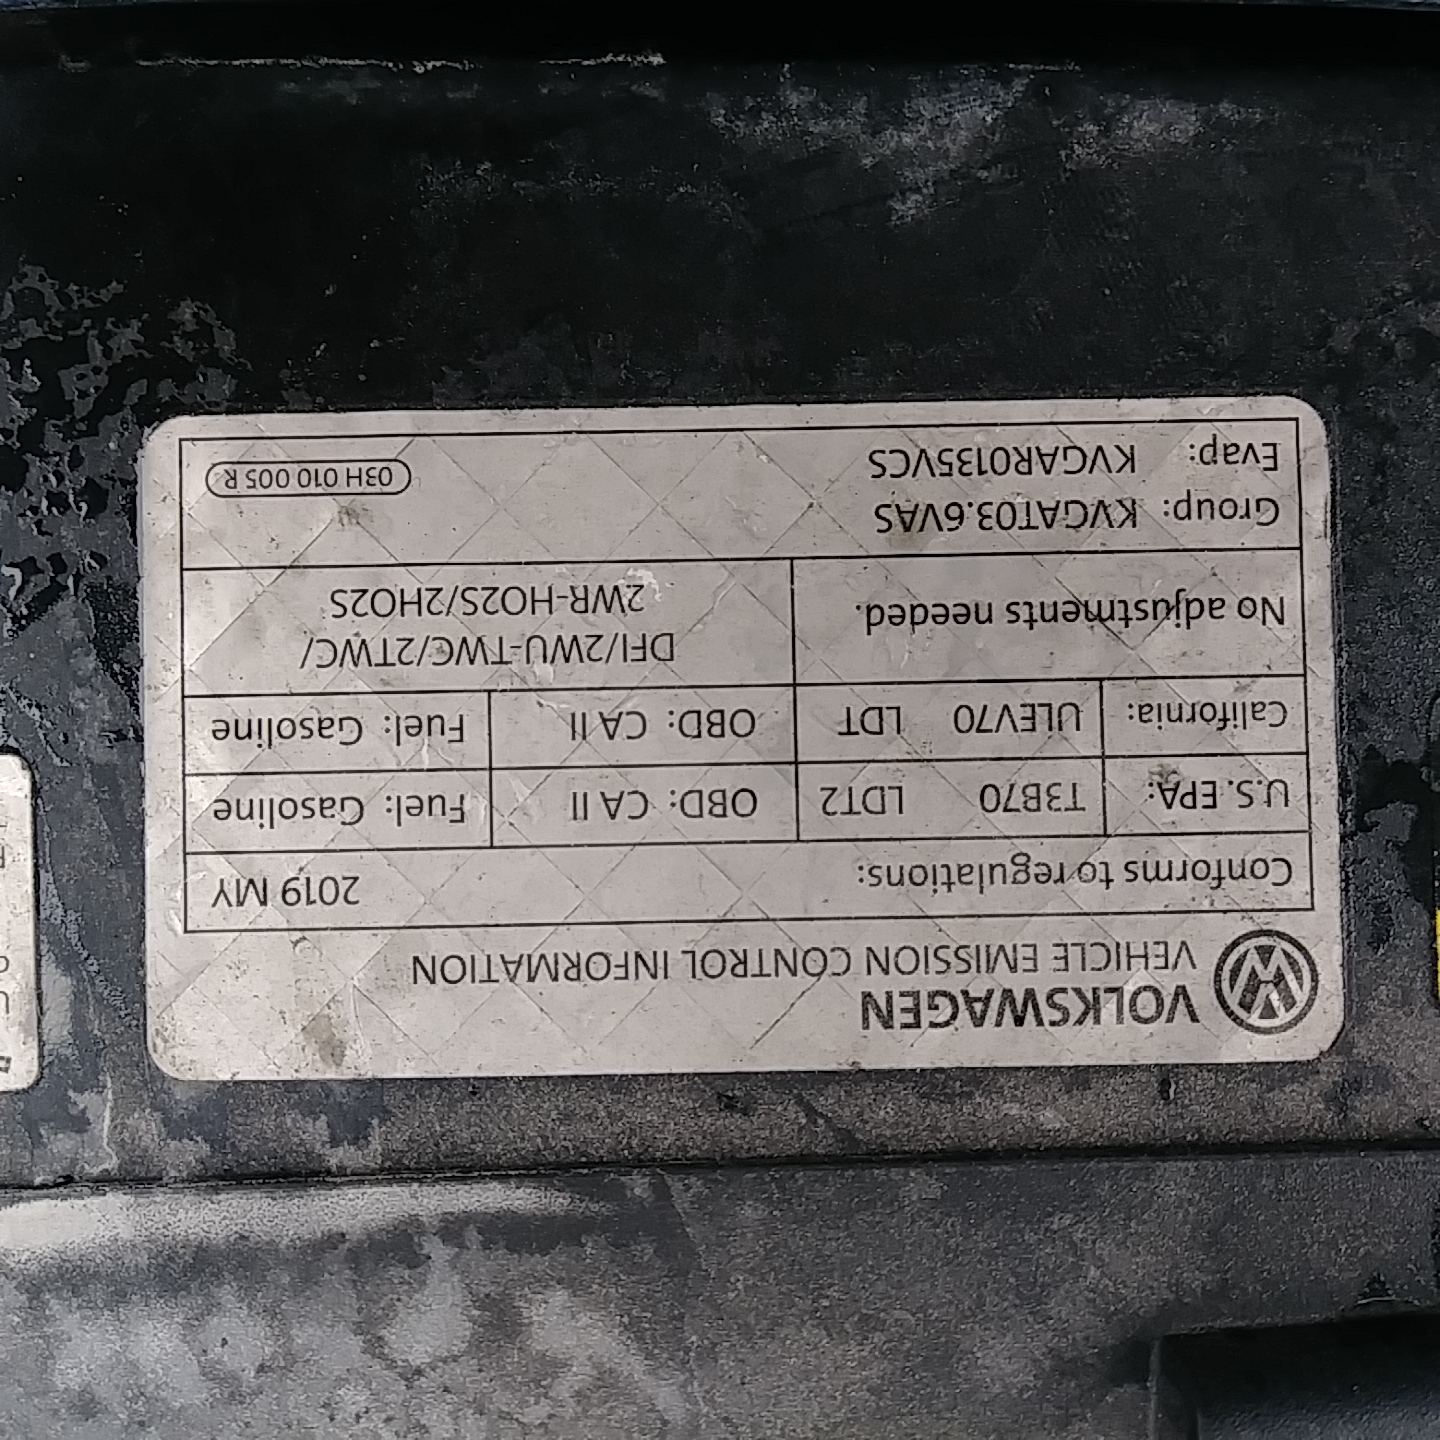 VOLKSWAGEN
VEHICLE EMISSION CONTROL INFORMATION
Conforms to regulations: 2019 MY
U.S. EPA: T3B70 LDT2 OBD: CA II Fuel: Gasoline
California: ULEV70 LDT OBD: CA II Fuel: Gasoline
No adjustments needed.
DFI/2WU-TWC/2TWC/
2WR-HO2S/2HO2S
Group: KVGAT03.6VAS
Evap: KVGAR0135VCS
03H 010 005 R